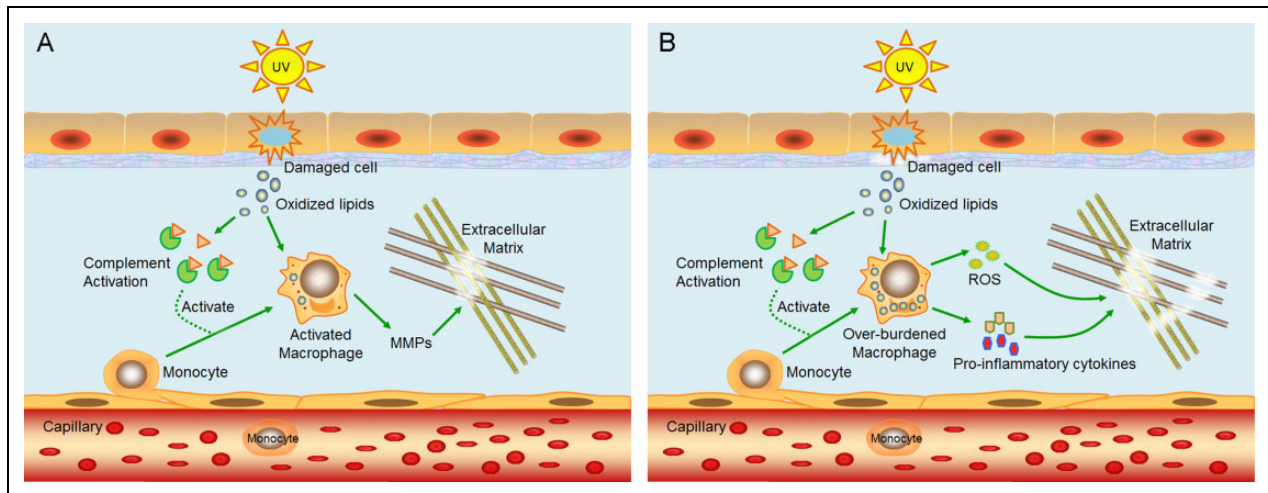 A
UV
Damaged cell
Oxidized lipids
Extracellular
Matrix
Complement
Activation
Activate
Activated
Macrophage
MMPs
Monocyte
Capillary
Monocyte
B
UV
Damaged cell
Oxidized lipids
Extracellular
Matrix
Complement
Activation
ROS
Activate
Over-burdened
Macrophage
Pro-inflammatory cytokines
Monocyte
Capillary
Monocyte